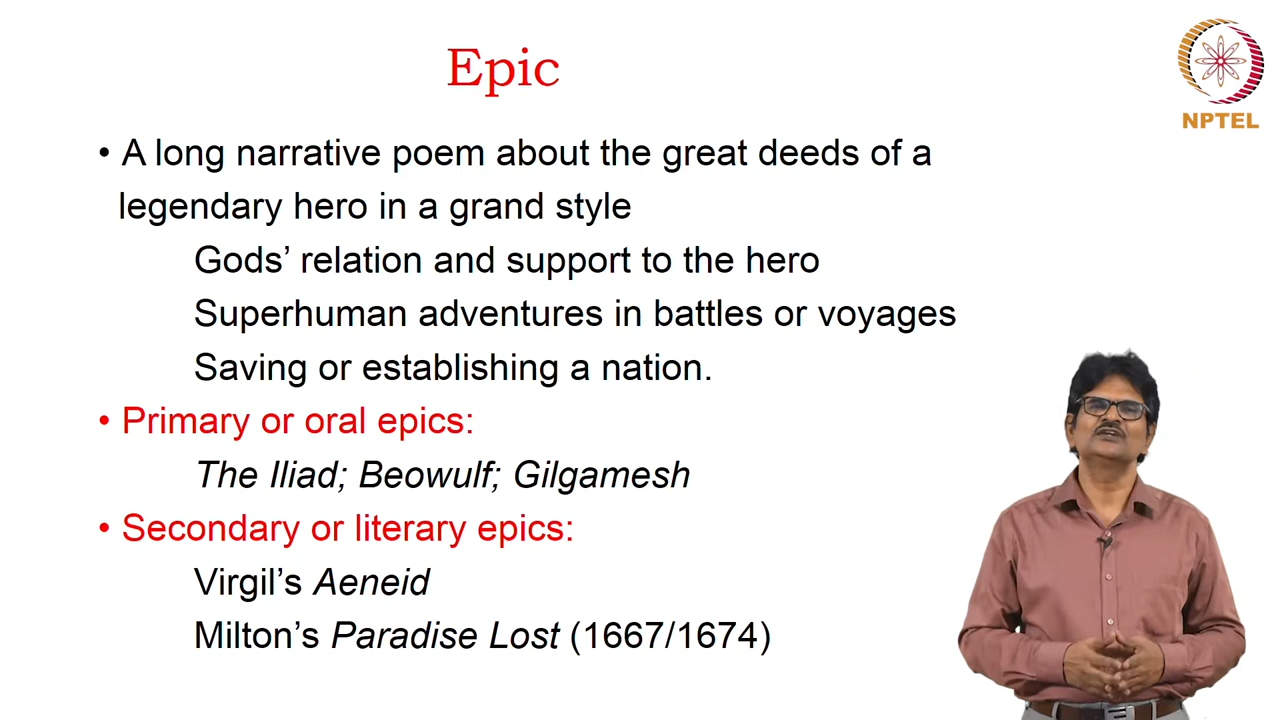 Epic
NPTEL
• A long narrative poem about the great deeds of a
legendary hero in a grand style
Gods’ relation and support to the hero
Superhuman adventures in battles or voyages
Saving or establishing a nation.
• Primary or oral epics:
The Iliad; Beowulf; Gilgamesh
• Secondary or literary epics:
Virgil’s Aeneid
Milton’s Paradise Lost (1667/1674)